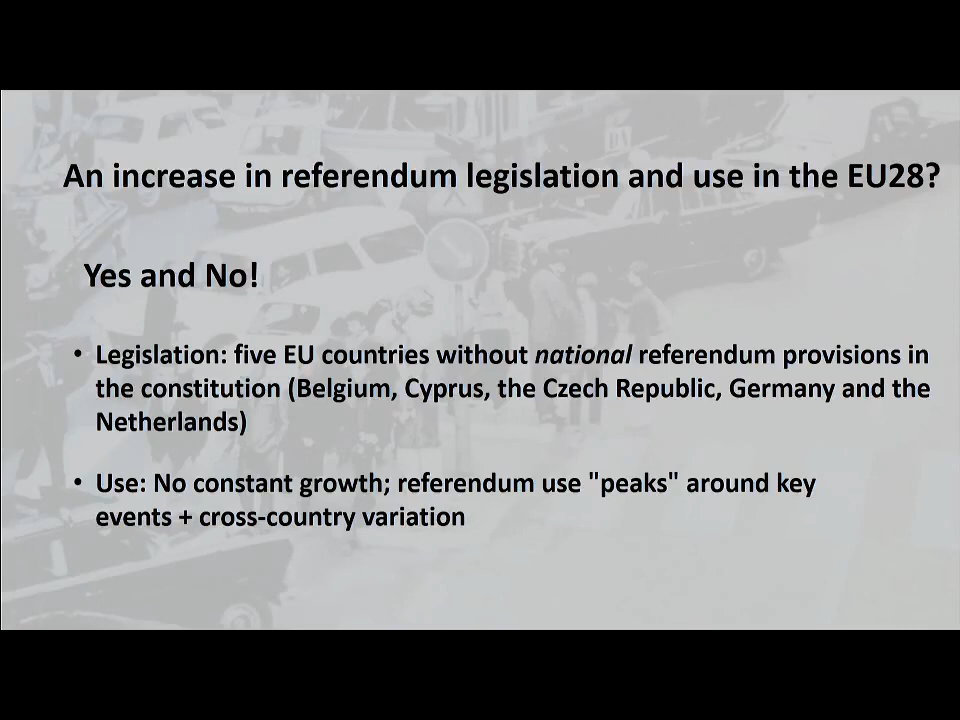 An increase in referendum legislation and use in the EU28?
Yes and No!
• Legislation: five EU countries without national referendum provisions in
the constitution (Belgium, Cyprus, the Czech Republic, Germany and the
Netherlands)
• Use: No constant growth; referendum use "peaks" around key
events + cross-country variation